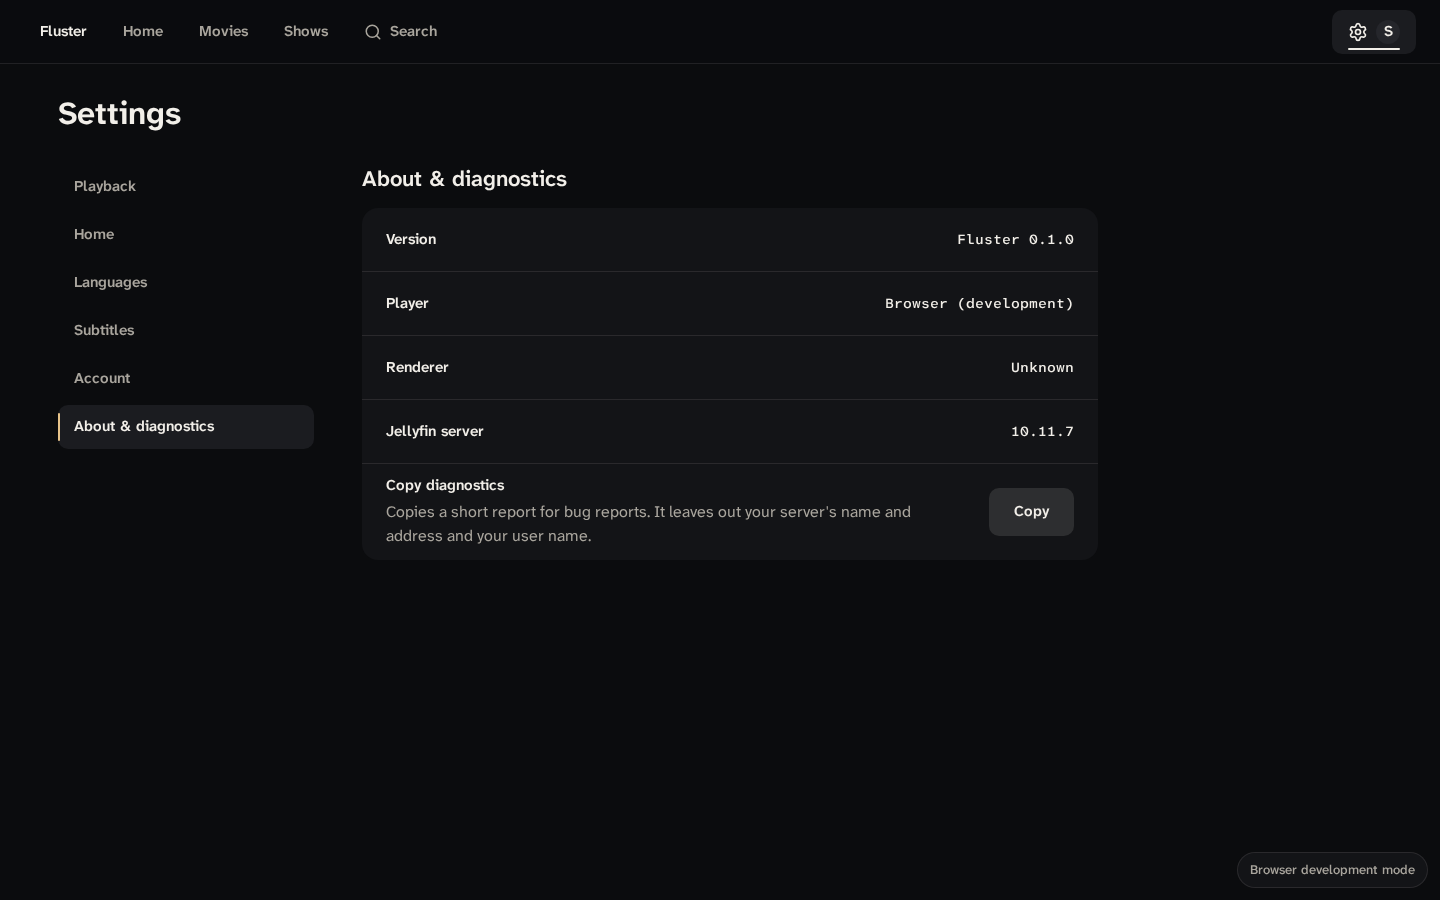 Fluster
Home
Movies
Shows
Search
S
Settings
Playback
Home
Languages
Subtitles
Account
About & diagnostics
About & diagnostics
Version
Fluster 0.1.0
Player
Browser (development)
Renderer
Unknown
Jellyfin server
10.11.7
Copy diagnostics
Copies a short report for bug reports. It leaves out your server's name and
address and your user name.
Copy
Browser development mode